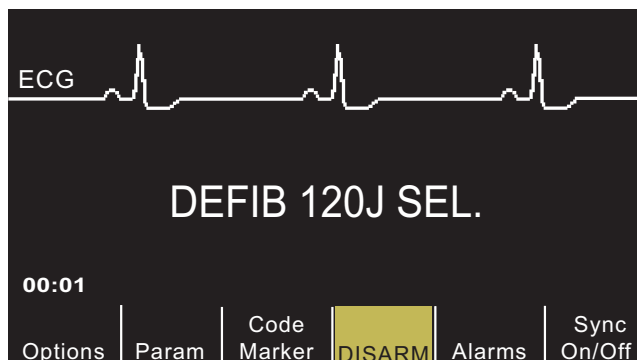 ECG
DEFIB 120J SEL.
00:01
Options
Param
Code
Marker
DISARM
Alarms
Sync
On/Off